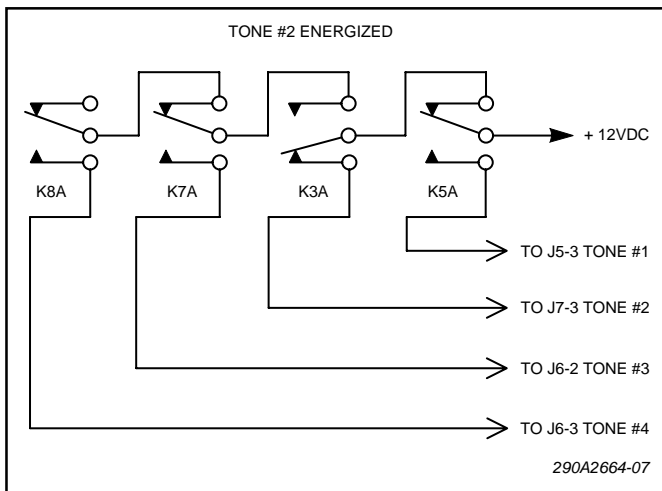 TONE #2 ENERGIZED
+ 12VDC
K8A K7A K3A K5A
TO J5-3 TONE #1
TO J7-3 TONE #2
TO J6-2 TONE #3
TO J6-3 TONE #4
290A2664-07